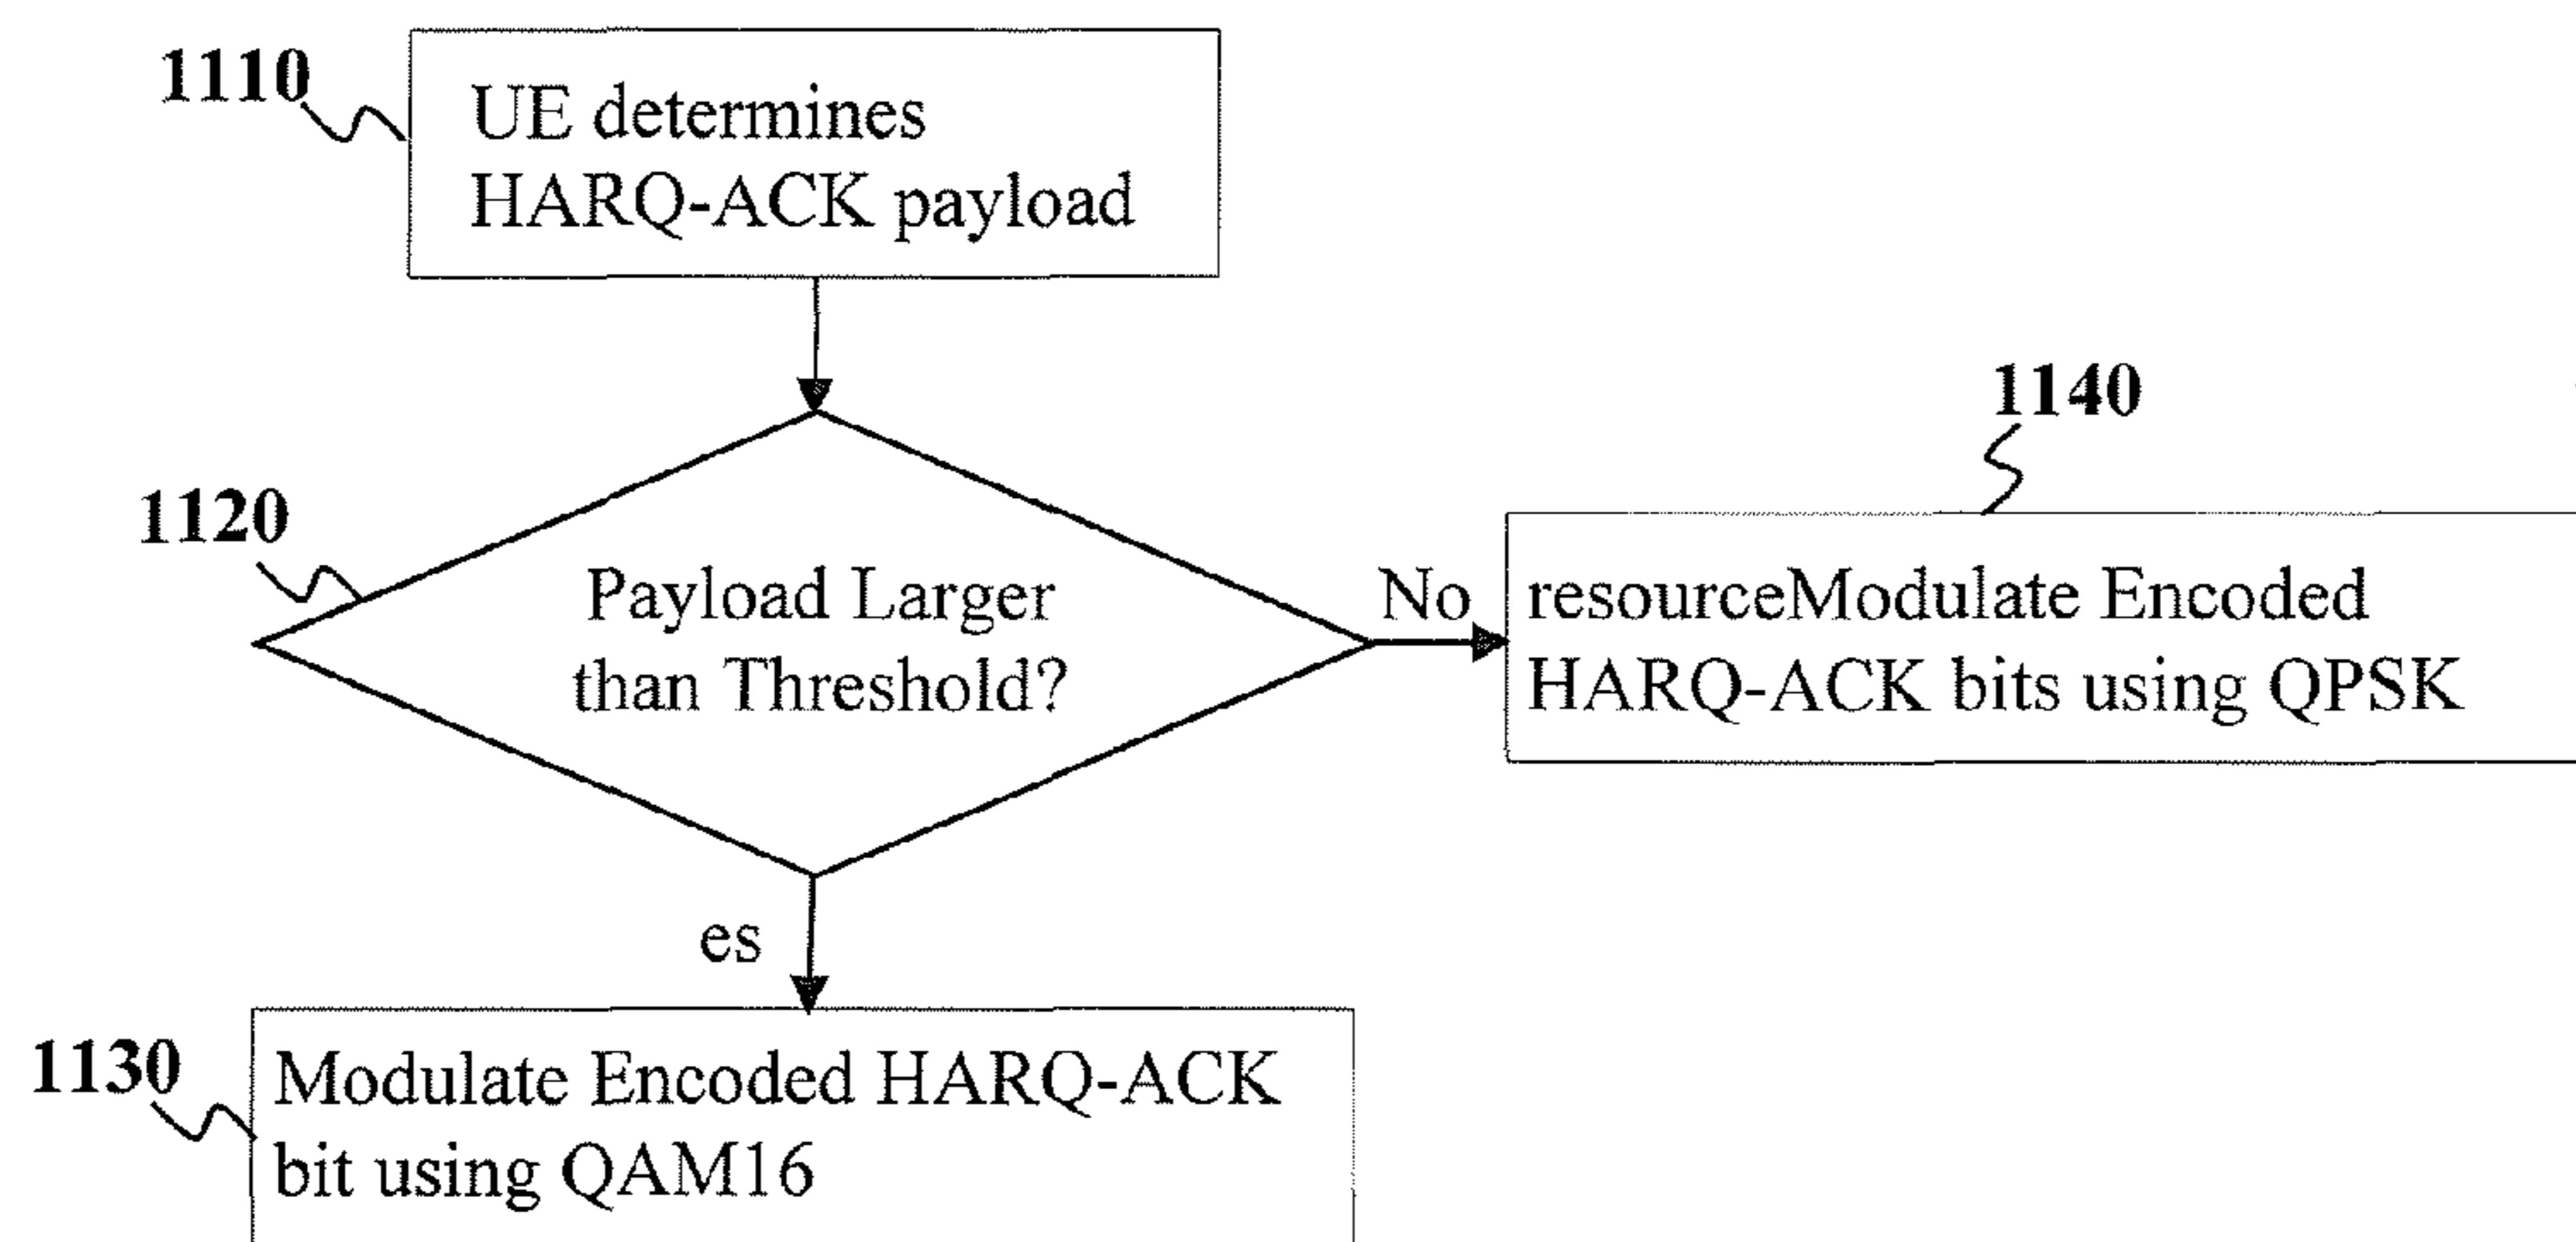 1110
UE determines
HARQ-ACK payload
1120
Payload Larger
than Threshold?
No
1140
resourceModulate Encoded
HARQ-ACK bits using QPSK
es
1130
Modulate Encoded HARQ-ACK
bit using QAM16